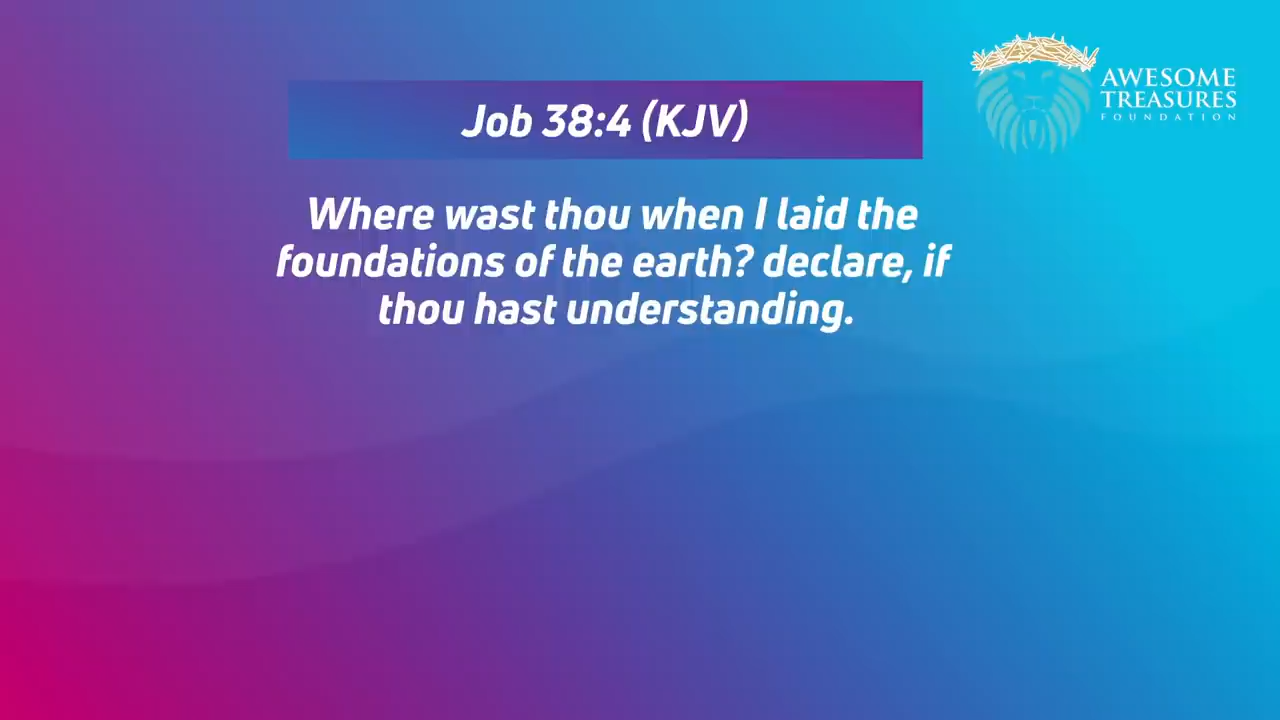 Job 38:4 (KJV)
AWESOME
TREASURES
FOUNDATION
Where wast thou when I laid the
foundations of the earth? declare, if
thou hast understanding.